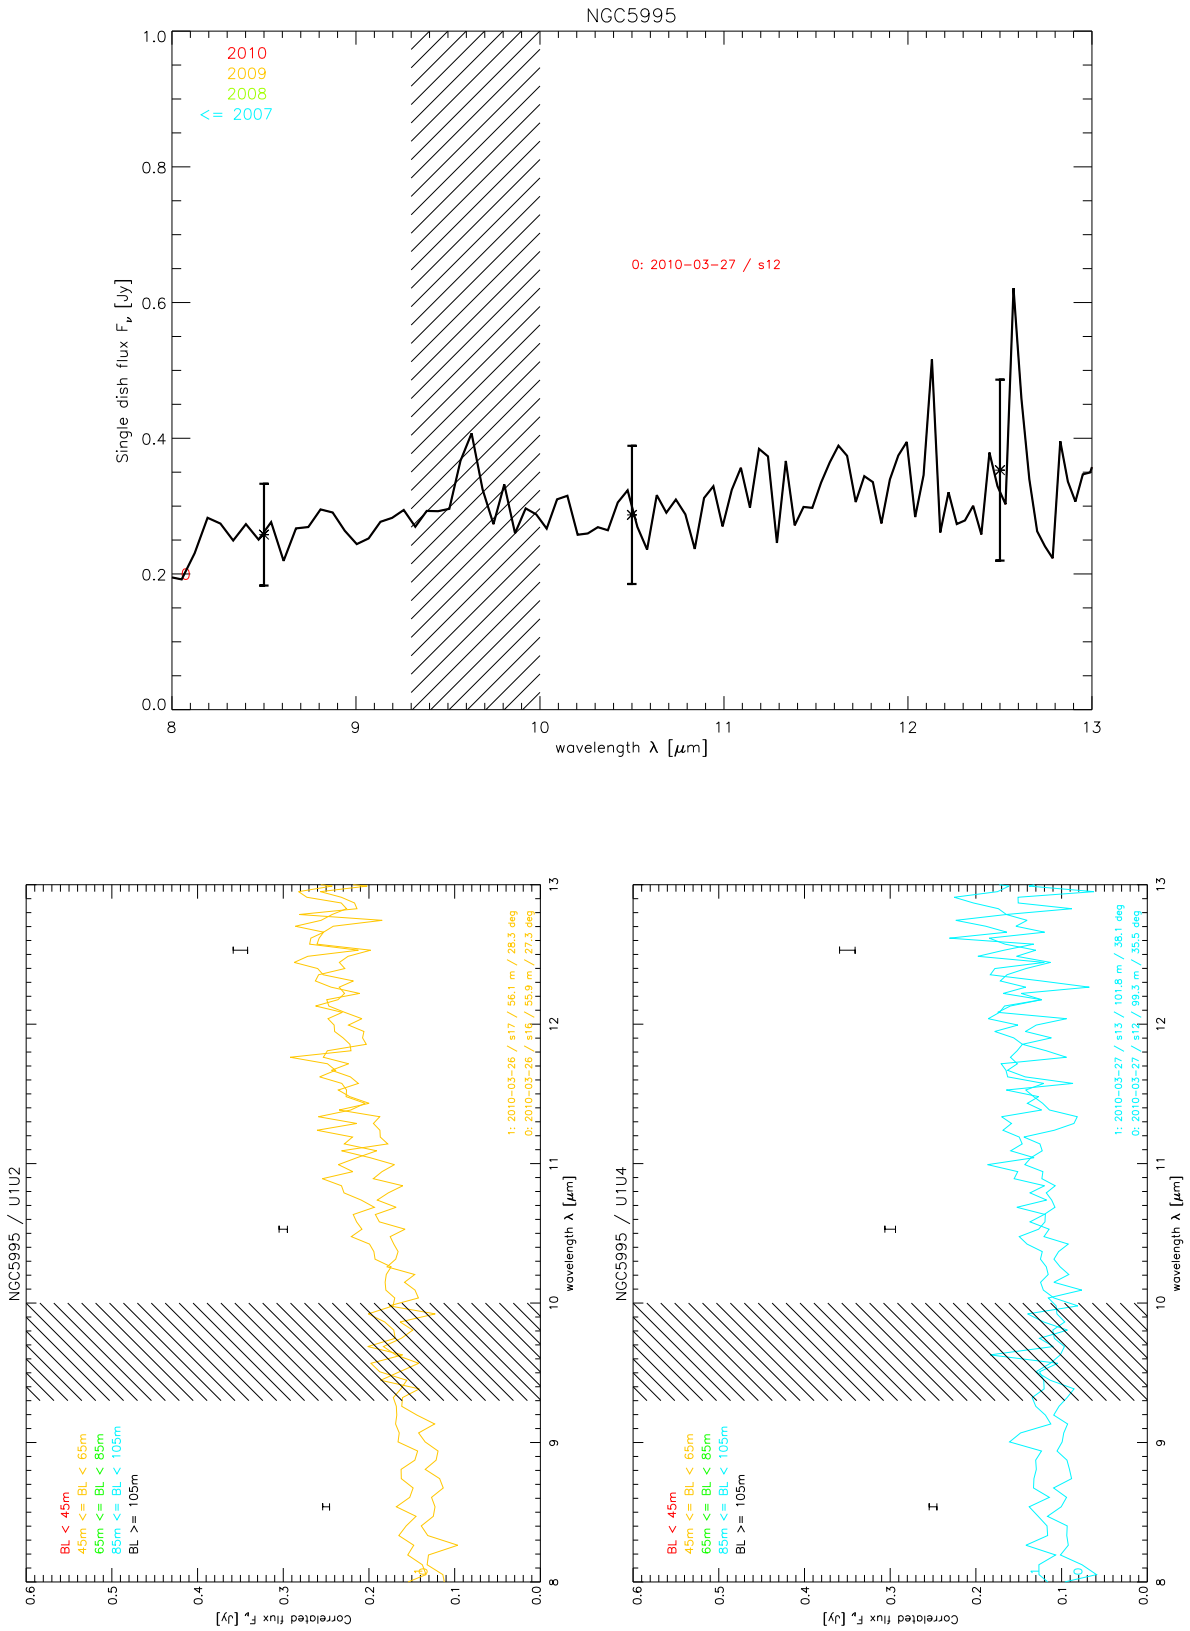 NGC5995
1.0
0.8
0.6
0.4
0.2
0.0
Single dish flux Fν [Jy]
2010
2009
2008
<= 2007
0: 2010-03-27 / s12
0
8 9 10 11 12 13
wavelength λ [μm]
NGC5995 / U1U2
0.6 0.5 0.4 0.3 0.2 0.1 0.0
Correlated flux Fν [Jy]
8 9 10 11 12 13
wavelength λ [μm]
BL < 45m
45m <= BL < 65m
65m <= BL < 85m
85m <= BL < 105m
BL >= 105m
1: 2010-03-26 / s17 / 56.1 m / 28.3 deg
0: 2010-03-26 / s16 / 55.9 m / 27.3 deg
1
0
NGC5995 / U1U4
0.6 0.5 0.4 0.3 0.2 0.1 0.0
Correlated flux Fν [Jy]
8 9 10 11 12 13
wavelength λ [μm]
BL < 45m
45m <= BL < 65m
65m <= BL < 85m
85m <= BL < 105m
BL >= 105m
1: 2010-03-27 / s13 / 101.8 m / 38.1 deg
0: 2010-03-27 / s12 / 99.3 m / 35.5 deg
1
0